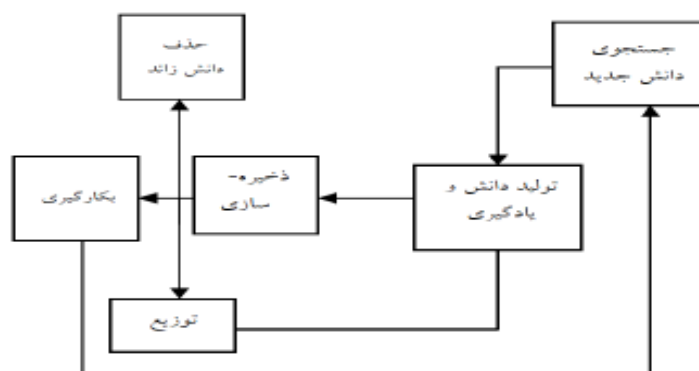 حذف
دانش زائد
جستجوی
دانش جدید
ذخیره-
سازی
تولید دانش و
یادگیری
بکارگیری
توزیع